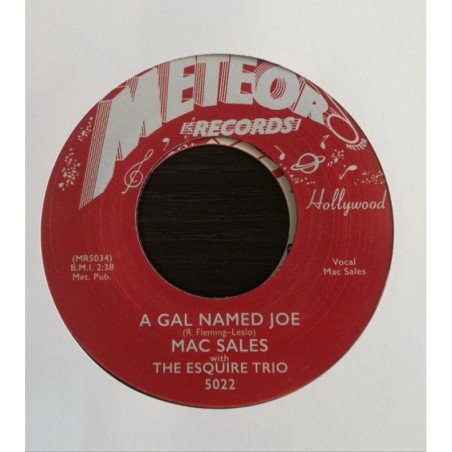 METEOR
RECORDS
Hollywood
(MR5034)
B.M.I. 2:38
Met. Pub.
Vocal
Mac Sales
A GAL NAMED JOE
(R. Fleming—Leslo)
MAC SALES
with
THE ESQUIRE TRIO
5022